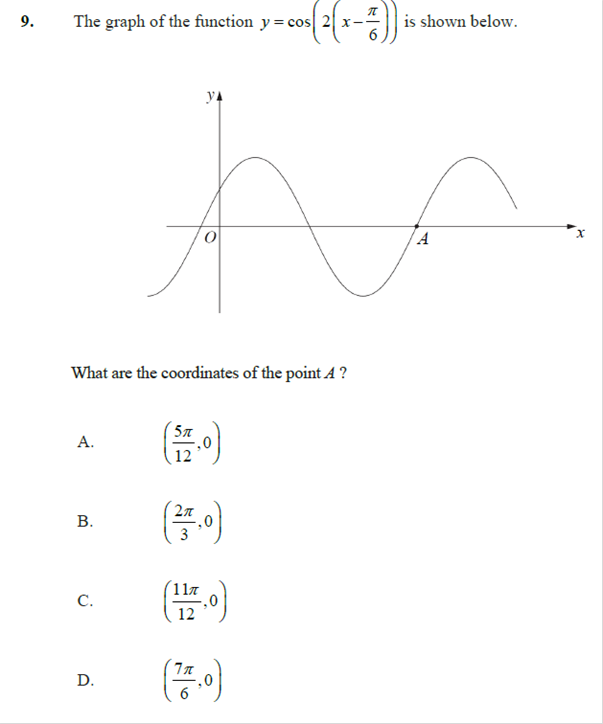 9. The graph of the function y = cos(2(x − π/6)) is shown below.
y
O
A
x
What are the coordinates of the point A ?
A. (5π/12, 0)
B. (2π/3, 0)
C. (11π/12, 0)
D. (7π/6, 0)